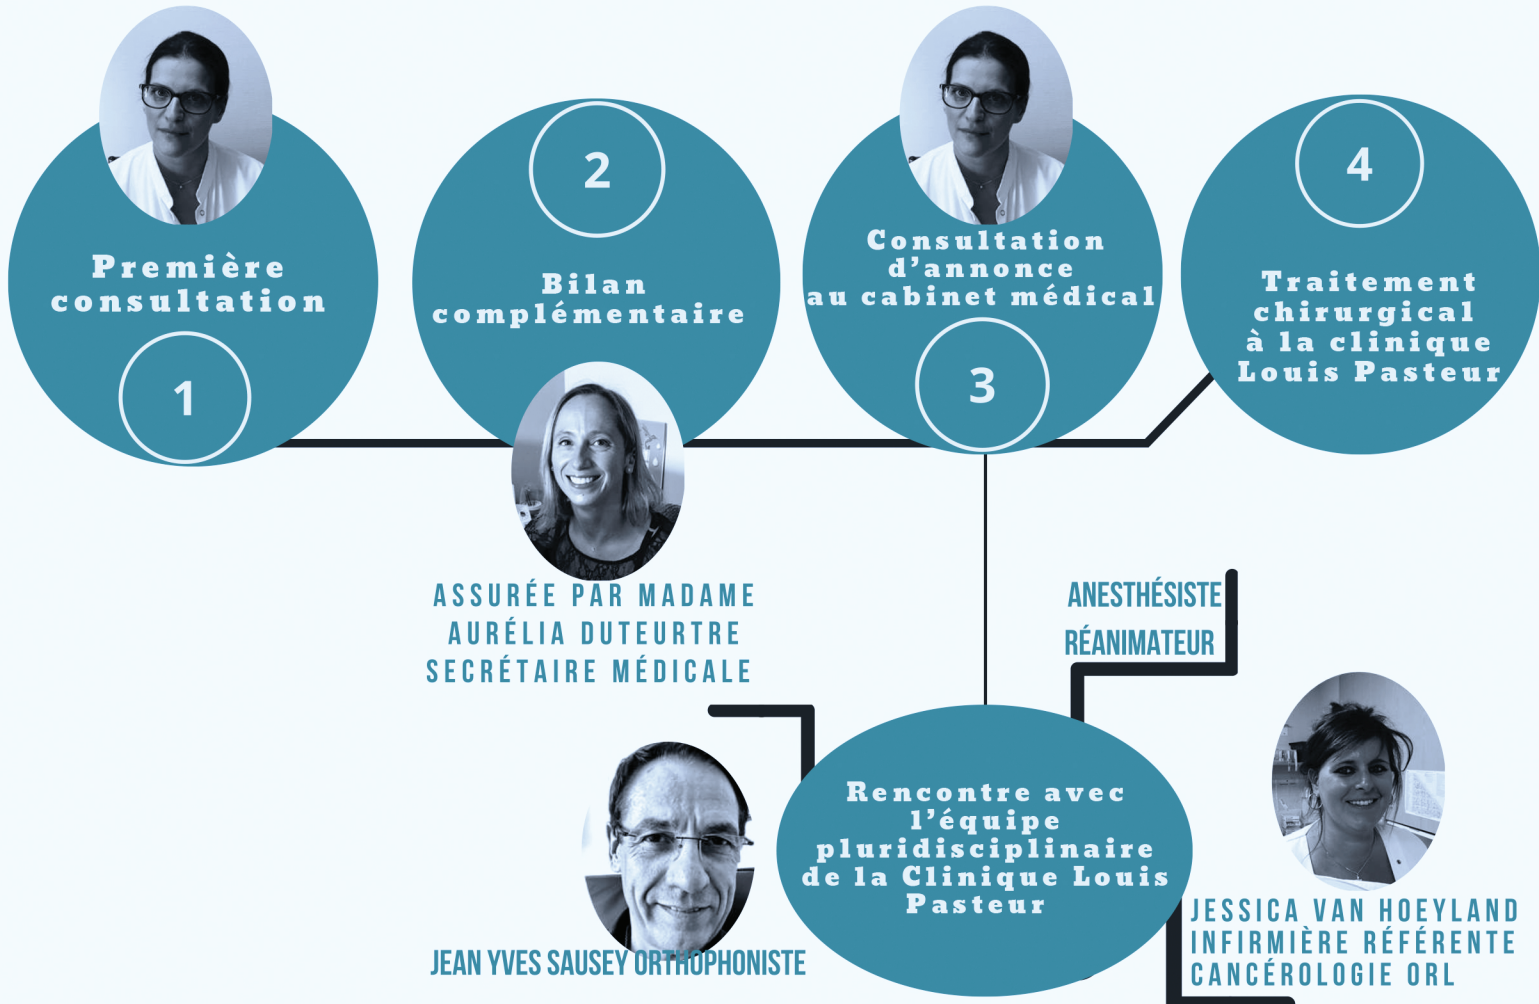 Première
consultation
1
2
Bilan
complémentaire
ASSURÉE PAR MADAME
AURÉLIA DUTEURTRE
SECRÉTAIRE MÉDICALE
Consultation
d'annonce
au cabinet médical
3
4
Traitement
chirurgical
à la clinique
Louis Pasteur
ANESTHÉSISTE
RÉANIMATEUR
Rencontre avec
l'équipe
pluridisciplinaire
de la Clinique Louis
Pasteur
JEAN YVES SAUSEY ORTHOPHONISTE
JESSICA VAN HOEYLAND
INFIRMIÈRE RÉFÉRENTE
CANCÉROLOGIE ORL